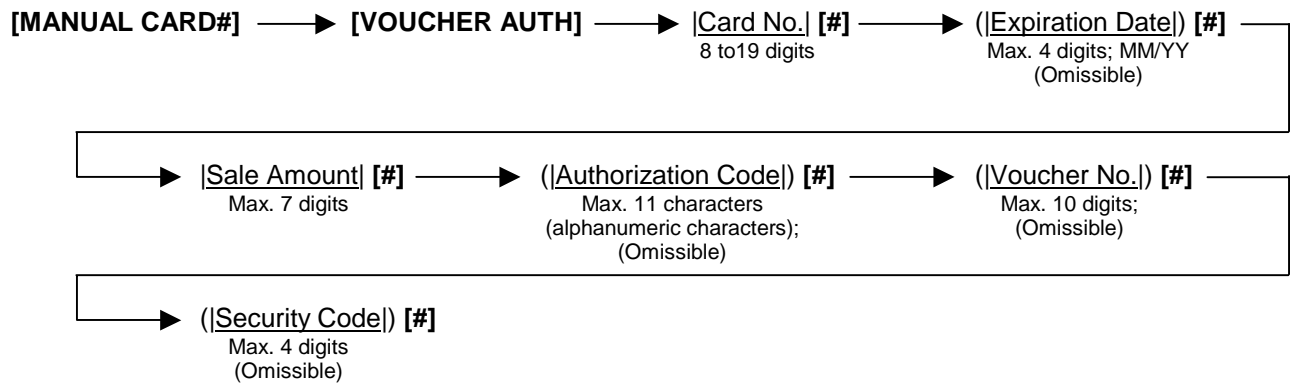 [MANUAL CARD#] [VOUCHER AUTH] |Card No.| [#] (|Expiration Date|) [#]
8 to19 digits Max. 4 digits; MM/YY
(Omissible)
|Sale Amount| [#] (|Authorization Code|) [#] (|Voucher No.|) [#]
Max. 7 digits Max. 11 characters Max. 10 digits;
(alphanumeric characters); (Omissible)
(Omissible)
(|Security Code|) [#]
Max. 4 digits
(Omissible)